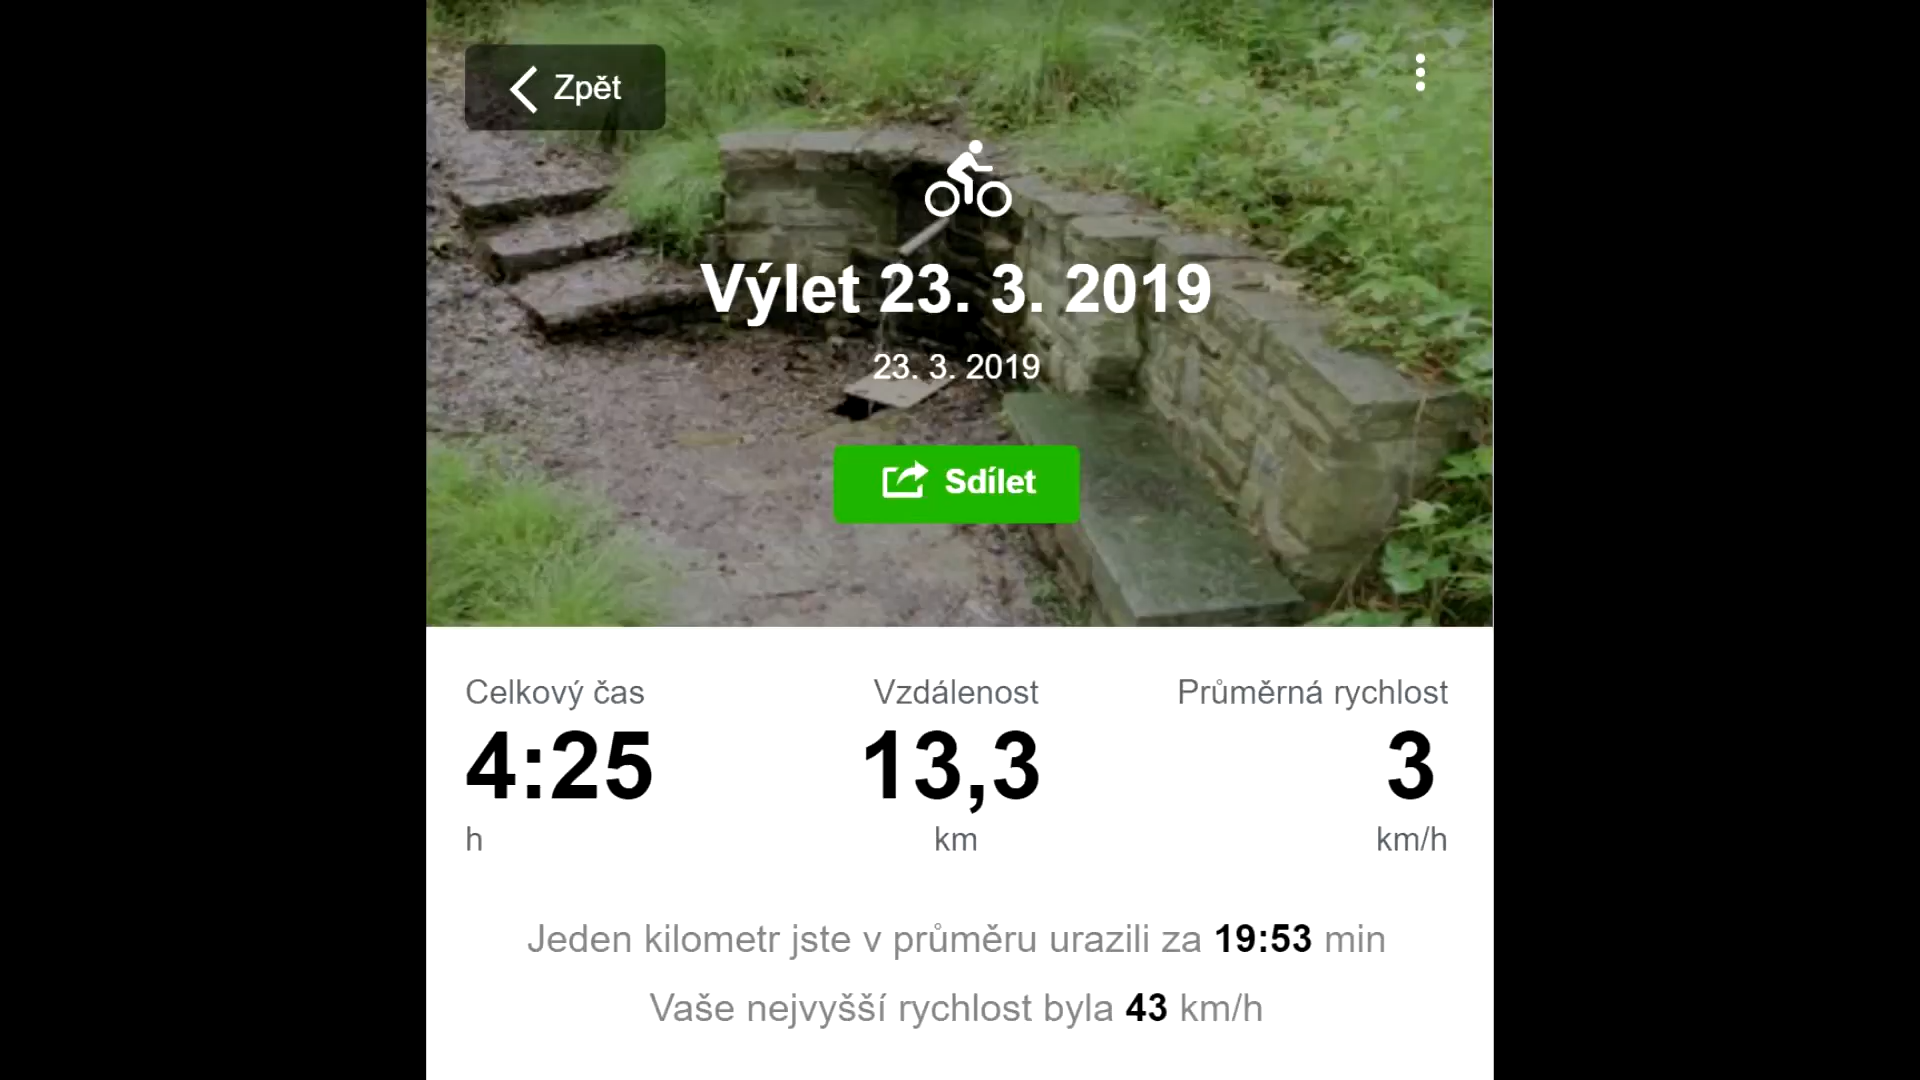 Zpět
Výlet 23. 3. 2019
23. 3. 2019
Sdílet
Celkový čas Vzdálenost Průměrná rychlost
4:25 13,3 3
h km km/h
Jeden kilometr jste v průměru urazili za 19:53 min
Vaše nejvyšší rychlost byla 43 km/h